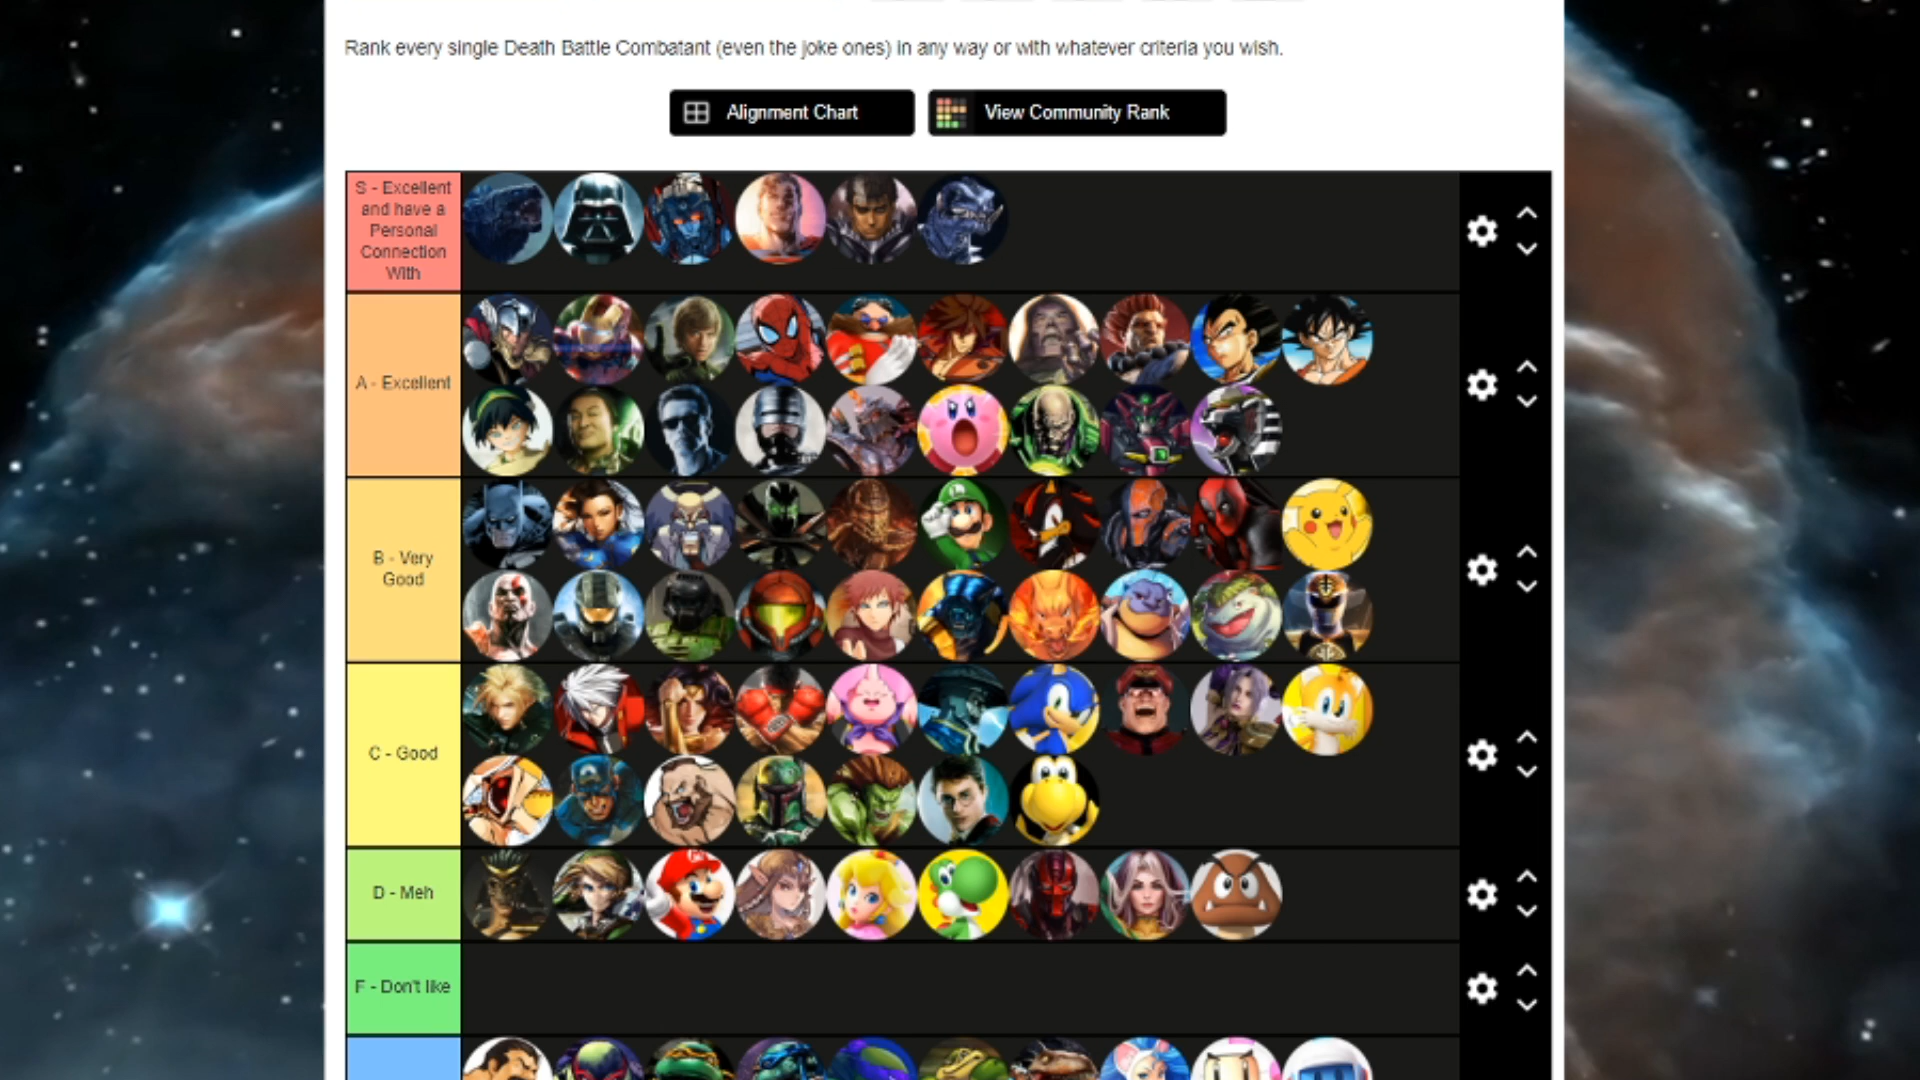 Rank every single Death Battle Combatant (even the joke ones) in any way or with whatever criteria you wish.
Alignment Chart
View Community Rank
S - Excellent
and have a
Personal
Connection
With
A - Excellent
B - Very
Good
C - Good
D - Meh
F - Don't like